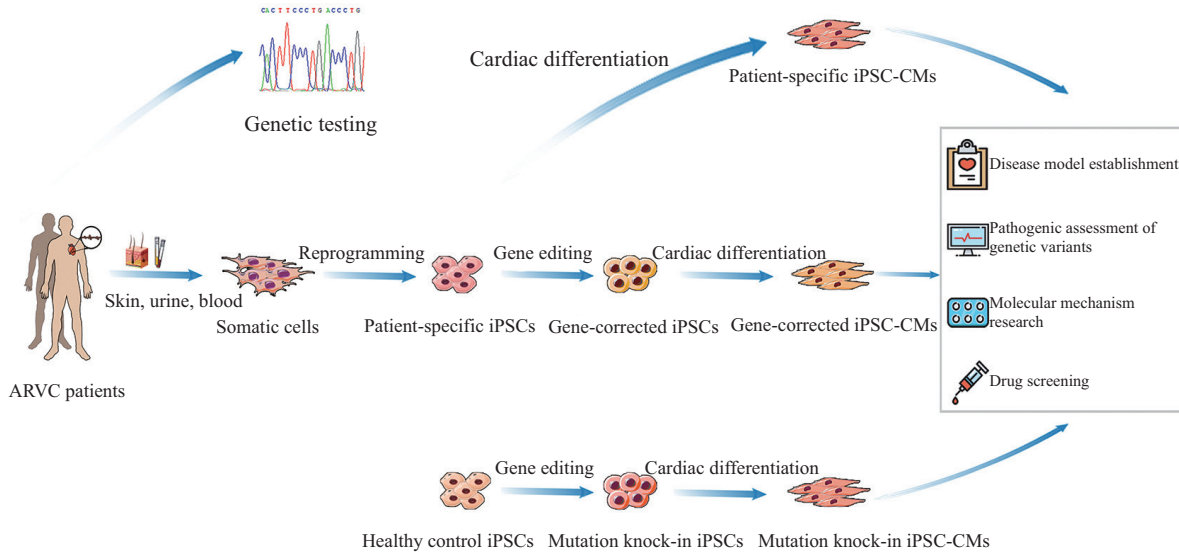 CACTTCCCTGACCCTG
Genetic testing
Cardiac differentiation
Patient-specific iPSC-CMs
ARVC patients
Skin, urine, blood
Somatic cells
Reprogramming
Patient-specific iPSCs
Gene editing
Gene-corrected iPSCs
Cardiac differentiation
Gene-corrected iPSC-CMs
Disease model establishment
Pathogenic assessment of
genetic variants
Molecular mechanism
research
Drug screening
Healthy control iPSCs
Gene editing
Mutation knock-in iPSCs
Cardiac differentiation
Mutation knock-in iPSC-CMs